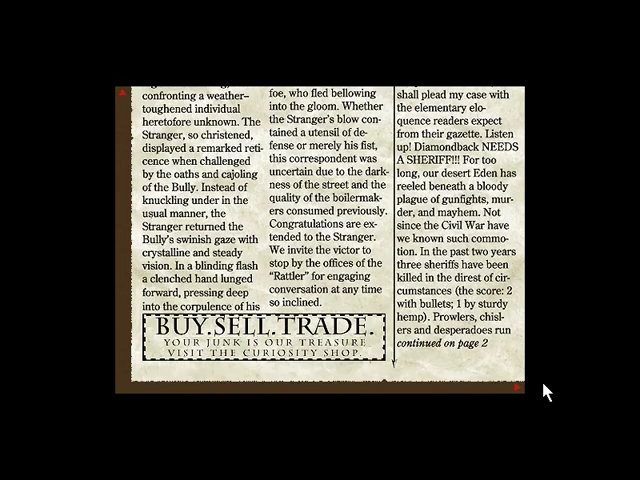 confronting a weather–
toughened individual
heretofore unknown. The
Stranger, so christened,
displayed a remarked reti-
cence when challenged
by the oaths and cajoling
of the Bully. Instead of
knuckling under in the
usual manner, the
Stranger returned the
Bully's swinish gaze with
crystalline and steady
vision. In a blinding flash
a clenched hand lunged
forward, pressing deep
into the corpulence of his
foe, who fled bellowing
into the gloom. Whether
the Stranger's blow con-
tained a utensil of de-
fense or merely his fist,
this correspondent was
uncertain due to the dark-
ness of the street and the
quality of the boilermak-
ers consumed previously.
Congratulations are ex-
tended to the Stranger.
We invite the victor to
stop by the offices of the
“Rattler” for engaging
conversation at any time
so inclined.
BUY.SELL.TRADE.
YOUR JUNK IS OUR TREASURE
VISIT THE CURIOSITY SHOP.
shall plead my case with
the elementary elo-
quence readers expect
from their gazette. Listen
up! Diamondback NEEDS
A SHERIFF!!! For too
long, our desert Eden has
reeled beneath a bloody
plague of gunfights, mur-
der, and mayhem. Not
since the Civil War have
we known such commo-
tion. In the past two years
three sheriffs have been
killed in the direst of cir-
cumstances (the score: 2
with bullets; 1 by sturdy
hemp). Prowlers, chisl-
ers and desperadoes run
continued on page 2